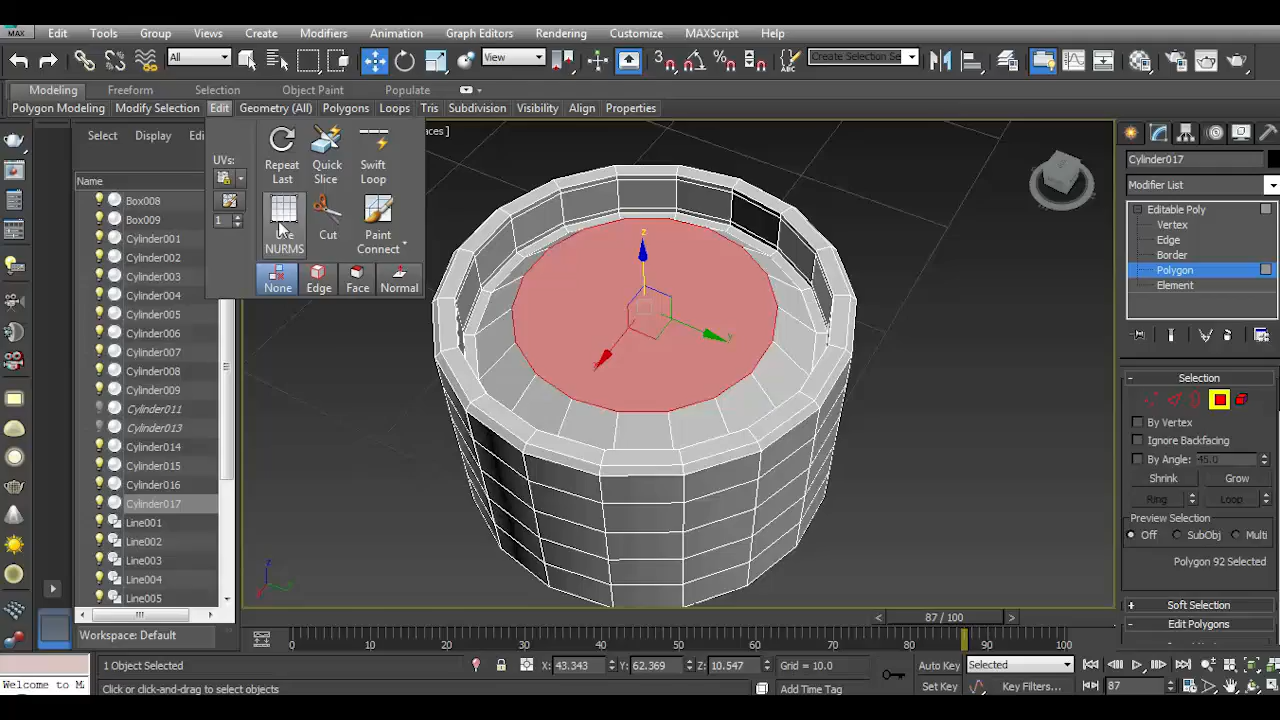 MAX Edit Tools Group Views Create Modifiers Animation Graph Editors Rendering Customize MAXScript Help
All View Create Selection Se
Modeling Freeform Selection Object Paint Populate
Polygon Modeling Modify Selection Edit Geometry (All) Polygons Loops Tris Subdivision Visibility Align Properties
Select Display Edi
UVs:
1
Repeat Last
Quick Slice
Swift Loop
NURMS
Cut
Paint Connect
None Edge Face Normal
aces ]
Name
Box008
Box009
Cylinder001
Cylinder002
Cylinder003
Cylinder004
Cylinder005
Cylinder006
Cylinder007
Cylinder008
Cylinder009
Cylinder011
Cylinder013
Cylinder014
Cylinder015
Cylinder016
Cylinder017
Line001
Line002
Line003
Line004
Line005
Workspace: Default
z
y
x
z
Cylinder017
Modifier List
Editable Poly
Vertex
Edge
Border
Polygon
Element
Selection
By Vertex
Ignore Backfacing
By Angle: 45.0
Shrink Grow
Ring Loop
Preview Selection
Off SubObj Multi
Polygon 92 Selected
Soft Selection
Edit Polygons
< 87 / 100 >
0 10 20 30 40 50 60 70 80 90 100
1 Object Selected X: 43.343 Y: 62.369 Z: 10.547 Grid = 10.0 Auto Key Selected
Welcome to M Click or click-and-drag to select objects Add Time Tag Set Key Key Filters... 87